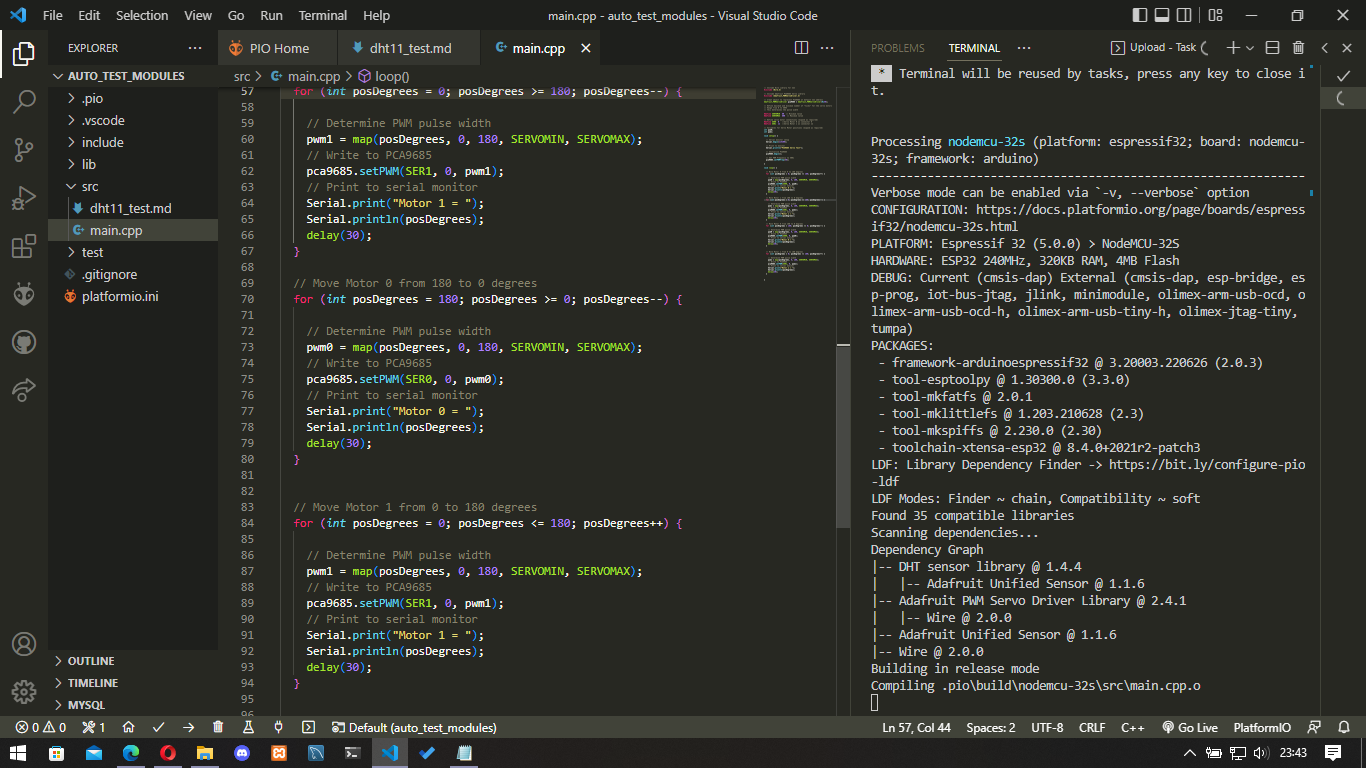 File Edit Selection View Go Run Terminal Help main.cpp - auto_test_modules - Visual Studio Code
EXPLORER
AUTO_TEST_MODULES
.pio
.vscode
include
lib
src
dht11_test.md
main.cpp
test
.gitignore
platformio.ini
OUTLINE
TIMELINE
MYSQL
PIO Home dht11_test.md main.cpp
src > main.cpp > loop()
57 for (int posDegrees = 0; posDegrees >= 180; posDegrees--) {
58
59 // Determine PWM pulse width
60 pwm1 = map(posDegrees, 0, 180, SERVOMIN, SERVOMAX);
61 // Write to PCA9685
62 pca9685.setPWM(SER1, 0, pwm1);
63 // Print to serial monitor
64 Serial.print("Motor 1 = ");
65 Serial.println(posDegrees);
66 delay(30);
67 }
68
69 // Move Motor 0 from 180 to 0 degrees
70 for (int posDegrees = 180; posDegrees >= 0; posDegrees--) {
71
72 // Determine PWM pulse width
73 pwm0 = map(posDegrees, 0, 180, SERVOMIN, SERVOMAX);
74 // Write to PCA9685
75 pca9685.setPWM(SER0, 0, pwm0);
76 // Print to serial monitor
77 Serial.print("Motor 0 = ");
78 Serial.println(posDegrees);
79 delay(30);
80 }
81
82
83 // Move Motor 1 from 0 to 180 degrees
84 for (int posDegrees = 0; posDegrees <= 180; posDegrees++) {
85
86 // Determine PWM pulse width
87 pwm1 = map(posDegrees, 0, 180, SERVOMIN, SERVOMAX);
88 // Write to PCA9685
89 pca9685.setPWM(SER1, 0, pwm1);
90 // Print to serial monitor
91 Serial.print("Motor 1 = ");
92 Serial.println(posDegrees);
93 delay(30);
94 }
95
96
PROBLEMS TERMINAL Upload - Task
* Terminal will be reused by tasks, press any key to close i
t.
Processing nodemcu-32s (platform: espressif32; board: nodemcu-
32s; framework: arduino)
--------------------------------------------------------------
Verbose mode can be enabled via `-v, --verbose` option
CONFIGURATION: https://docs.platformio.org/page/boards/espress
if32/nodemcu-32s.html
PLATFORM: Espressif 32 (5.0.0) > NodeMCU-32S
HARDWARE: ESP32 240MHz, 320KB RAM, 4MB Flash
DEBUG: Current (cmsis-dap) External (cmsis-dap, esp-bridge, es
p-prog, iot-bus-jtag, jlink, minimodule, olimex-arm-usb-ocd, o
limex-arm-usb-ocd-h, olimex-arm-usb-tiny-h, olimex-jtag-tiny,
tumpa)
PACKAGES:
- framework-arduinoespressif32 @ 3.20003.220626 (2.0.3)
- tool-esptoolpy @ 1.30300.0 (3.3.0)
- tool-mkfatfs @ 2.0.1
- tool-mklittlefs @ 1.203.210628 (2.3)
- tool-mkspiffs @ 2.230.0 (2.30)
- toolchain-xtensa-esp32 @ 8.4.0+2021r2-patch3
LDF: Library Dependency Finder -> https://bit.ly/configure-pio
-ldf
LDF Modes: Finder ~ chain, Compatibility ~ soft
Found 35 compatible libraries
Scanning dependencies...
Dependency Graph
|-- DHT sensor library @ 1.4.4
| |-- Adafruit Unified Sensor @ 1.1.6
|-- Adafruit PWM Servo Driver Library @ 2.4.1
| |-- Wire @ 2.0.0
|-- Adafruit Unified Sensor @ 1.1.6
|-- Wire @ 2.0.0
Building in release mode
Compiling .pio\build\nodemcu-32s\src\main.cpp.o
0 0 1 Default (auto_test_modules) Ln 57, Col 44 Spaces: 2 UTF-8 CRLF C++ Go Live PlatformIO
23:43